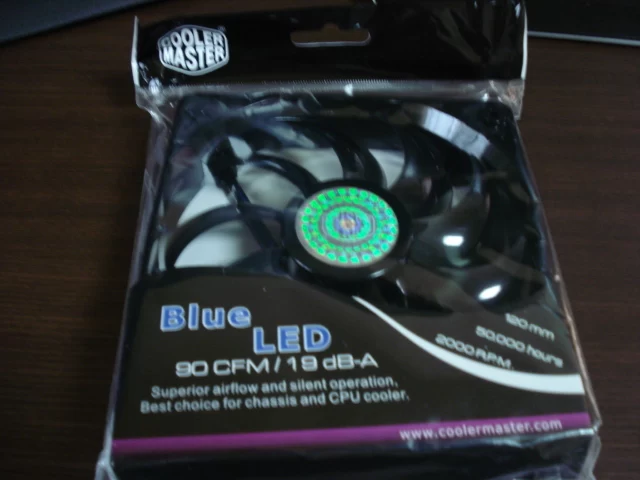 COOLER
MASTER
Blue
LED
90 CFM / 19 dB-A
Superior airflow and silent operation,
Best choice for chassis and CPU cooler.
120 mm
50,000 hours
2000 R.P.M.
www.coolermaster.com